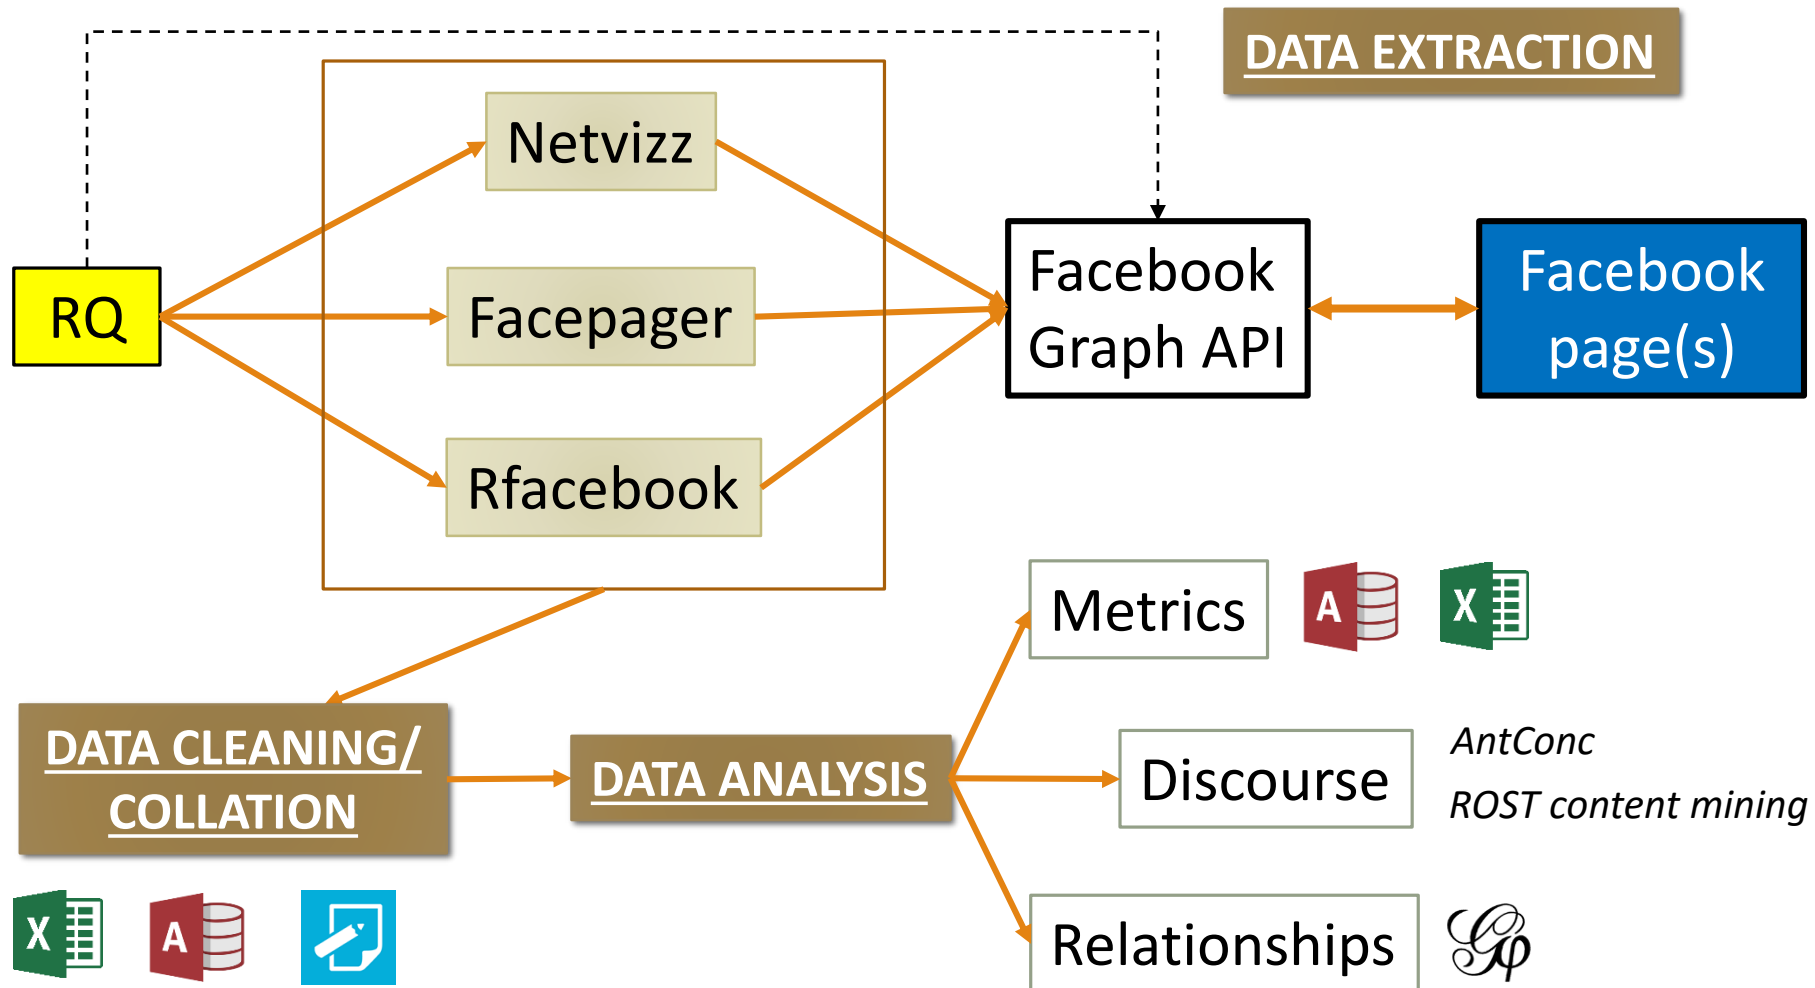 DATA EXTRACTION
Netvizz
RQ
Facepager
Rfacebook
Facebook
Graph API
Facebook
page(s)
Metrics
A
X
DATA CLEANING/
COLLATION
DATA ANALYSIS
Discourse
AntConc
ROST content mining
X
A
Relationships
Gφ